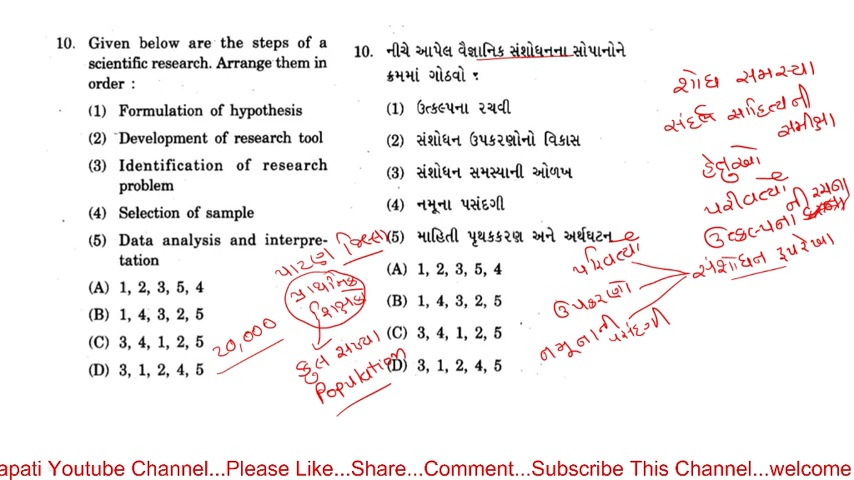 10. Given below are the steps of a
scientific research. Arrange them in
order :
(1) Formulation of hypothesis
(2) Development of research tool
(3) Identification of research
problem
(4) Selection of sample
(5) Data analysis and interpre-
tation
(A) 1, 2, 3, 5, 4
(B) 1, 4, 3, 2, 5
(C) 3, 4, 1, 2, 5
(D) 3, 1, 2, 4, 5
10. નીચે આપેલ વૈજ્ઞાનિક સંશોધનના સોપાનોને
ક્રમમાં ગોઠવો :
(1) ઉત્કલ્પના રચવી
(2) સંશોધન ઉપકરણોનો વિકાસ
(3) સંશોધન સમસ્યાની ઓળખ
(4) નમૂના પસંદગી
(5) માહિતી પૃથક્કરણ અને અર્થઘટન
(A) 1, 2, 3, 5, 4
(B) 1, 4, 3, 2, 5
(C) 3, 4, 1, 2, 5
(D) 3, 1, 2, 4, 5
શોધ સમસ્યા
સંદર્ભ સાહિત્યની
સમીક્ષા
હેતુઓ
પરીવર્ત્યો
ની રચના
ઉત્કલ્પના
સંશોધન રૂપરેખા
પરિવર્ત્યો
ઉપકરણો
નમૂનાની પસંદગી
પાટણ જિલ્લા
પ્રાથમિક
શિક્ષક
20,000
કુલ સંખ્યા
Population
apati Youtube Channel...Please Like...Share...Comment...Subscribe This Channel...welcome